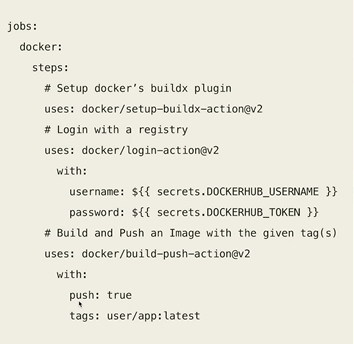 jobs:
docker:
steps:
# Setup docker’s buildx plugin
uses: docker/setup-buildx-action@v2
# Login with a registry
uses: docker/login-action@v2
with:
username: ${{ secrets.DOCKERHUB_USERNAME }}
password: ${{ secrets.DOCKERHUB_TOKEN }}
# Build and Push an Image with the given tag(s)
uses: docker/build-push-action@v2
with:
push: true
tags: user/app:latest